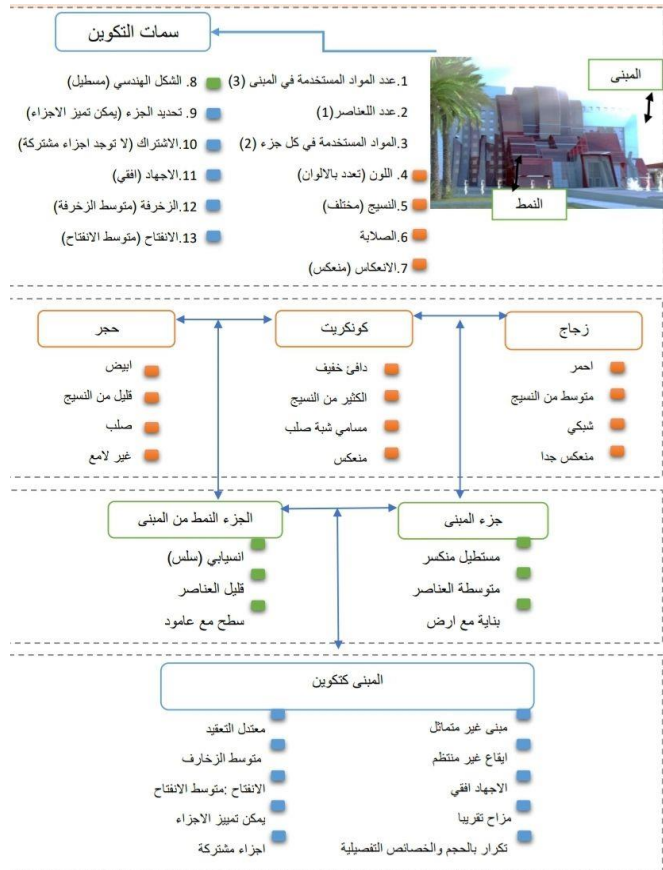 سمات التكوين
المبنى
النمط
1.عدد المواد المستخدمة في المبنى (3)
2.عدد اللعناصر(1)
3.المواد المستخدمة في كل جزء (2)
4. اللون (تعدد بالالوان)
5.النسيج (مختلف)
6.الصلابة
7.الانعكاس (منعكس)
8. الشكل الهندسي (مسطيل)
9. تحديد الجزء (يمكن تميز الاجزاء)
10.الاشتراك (لا توجد اجزاء مشتركة)
11.الاجهاد (افقي)
12.الزخرفة (متوسط الزخرفة)
13.الانفتاح (متوسط الانفتاح)
زجاج
احمر
متوسط من النسيج
شبكي
منعكس جدا
كونكريت
دافئ خفيف
الكثير من النسيج
مسامي شبة صلب
منعكس
حجر
ابيض
قليل من النسيج
صلب
غير لامع
جزء المبنى
مستطيل منكسر
متوسطة العناصر
بناية مع ارض
الجزء النمط من المبنى
انسيابي (سلس)
قليل العناصر
سطح مع عامود
المبنى كتكوين
مبنى غير متماثل
ايقاع غير منتظم
الاجهاد افقي
مزاح تقريبا
تكرار بالحجم والخصائص التفصيلية
معتدل التعقيد
متوسط الزخارف
الانفتاح :متوسط الانفتاح
يمكن تمييز الاجزاء
اجزاء مشتركة